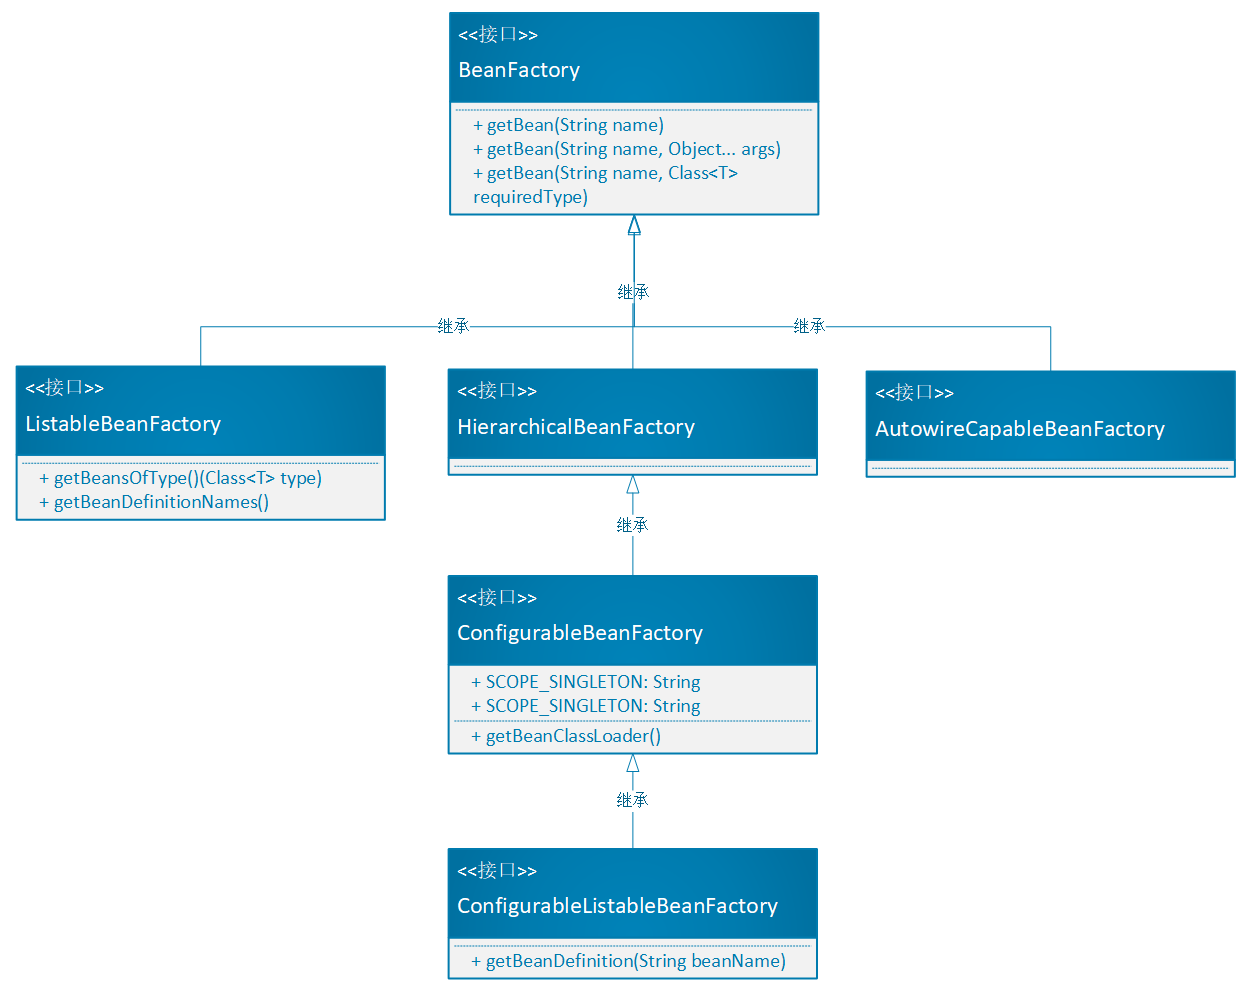 <<接口>>
BeanFactory
+ getBean(String name)
+ getBean(String name, Object... args)
+ getBean(String name, Class<T>
requiredType)
继承
继承
继承
<<接口>>
ListableBeanFactory
+ getBeansOfType()(Class<T> type)
+ getBeanDefinitionNames()
<<接口>>
HierarchicalBeanFactory
<<接口>>
AutowireCapableBeanFactory
继承
<<接口>>
ConfigurableBeanFactory
+ SCOPE_SINGLETON: String
+ SCOPE_SINGLETON: String
+ getBeanClassLoader()
继承
<<接口>>
ConfigurableListableBeanFactory
+ getBeanDefinition(String beanName)